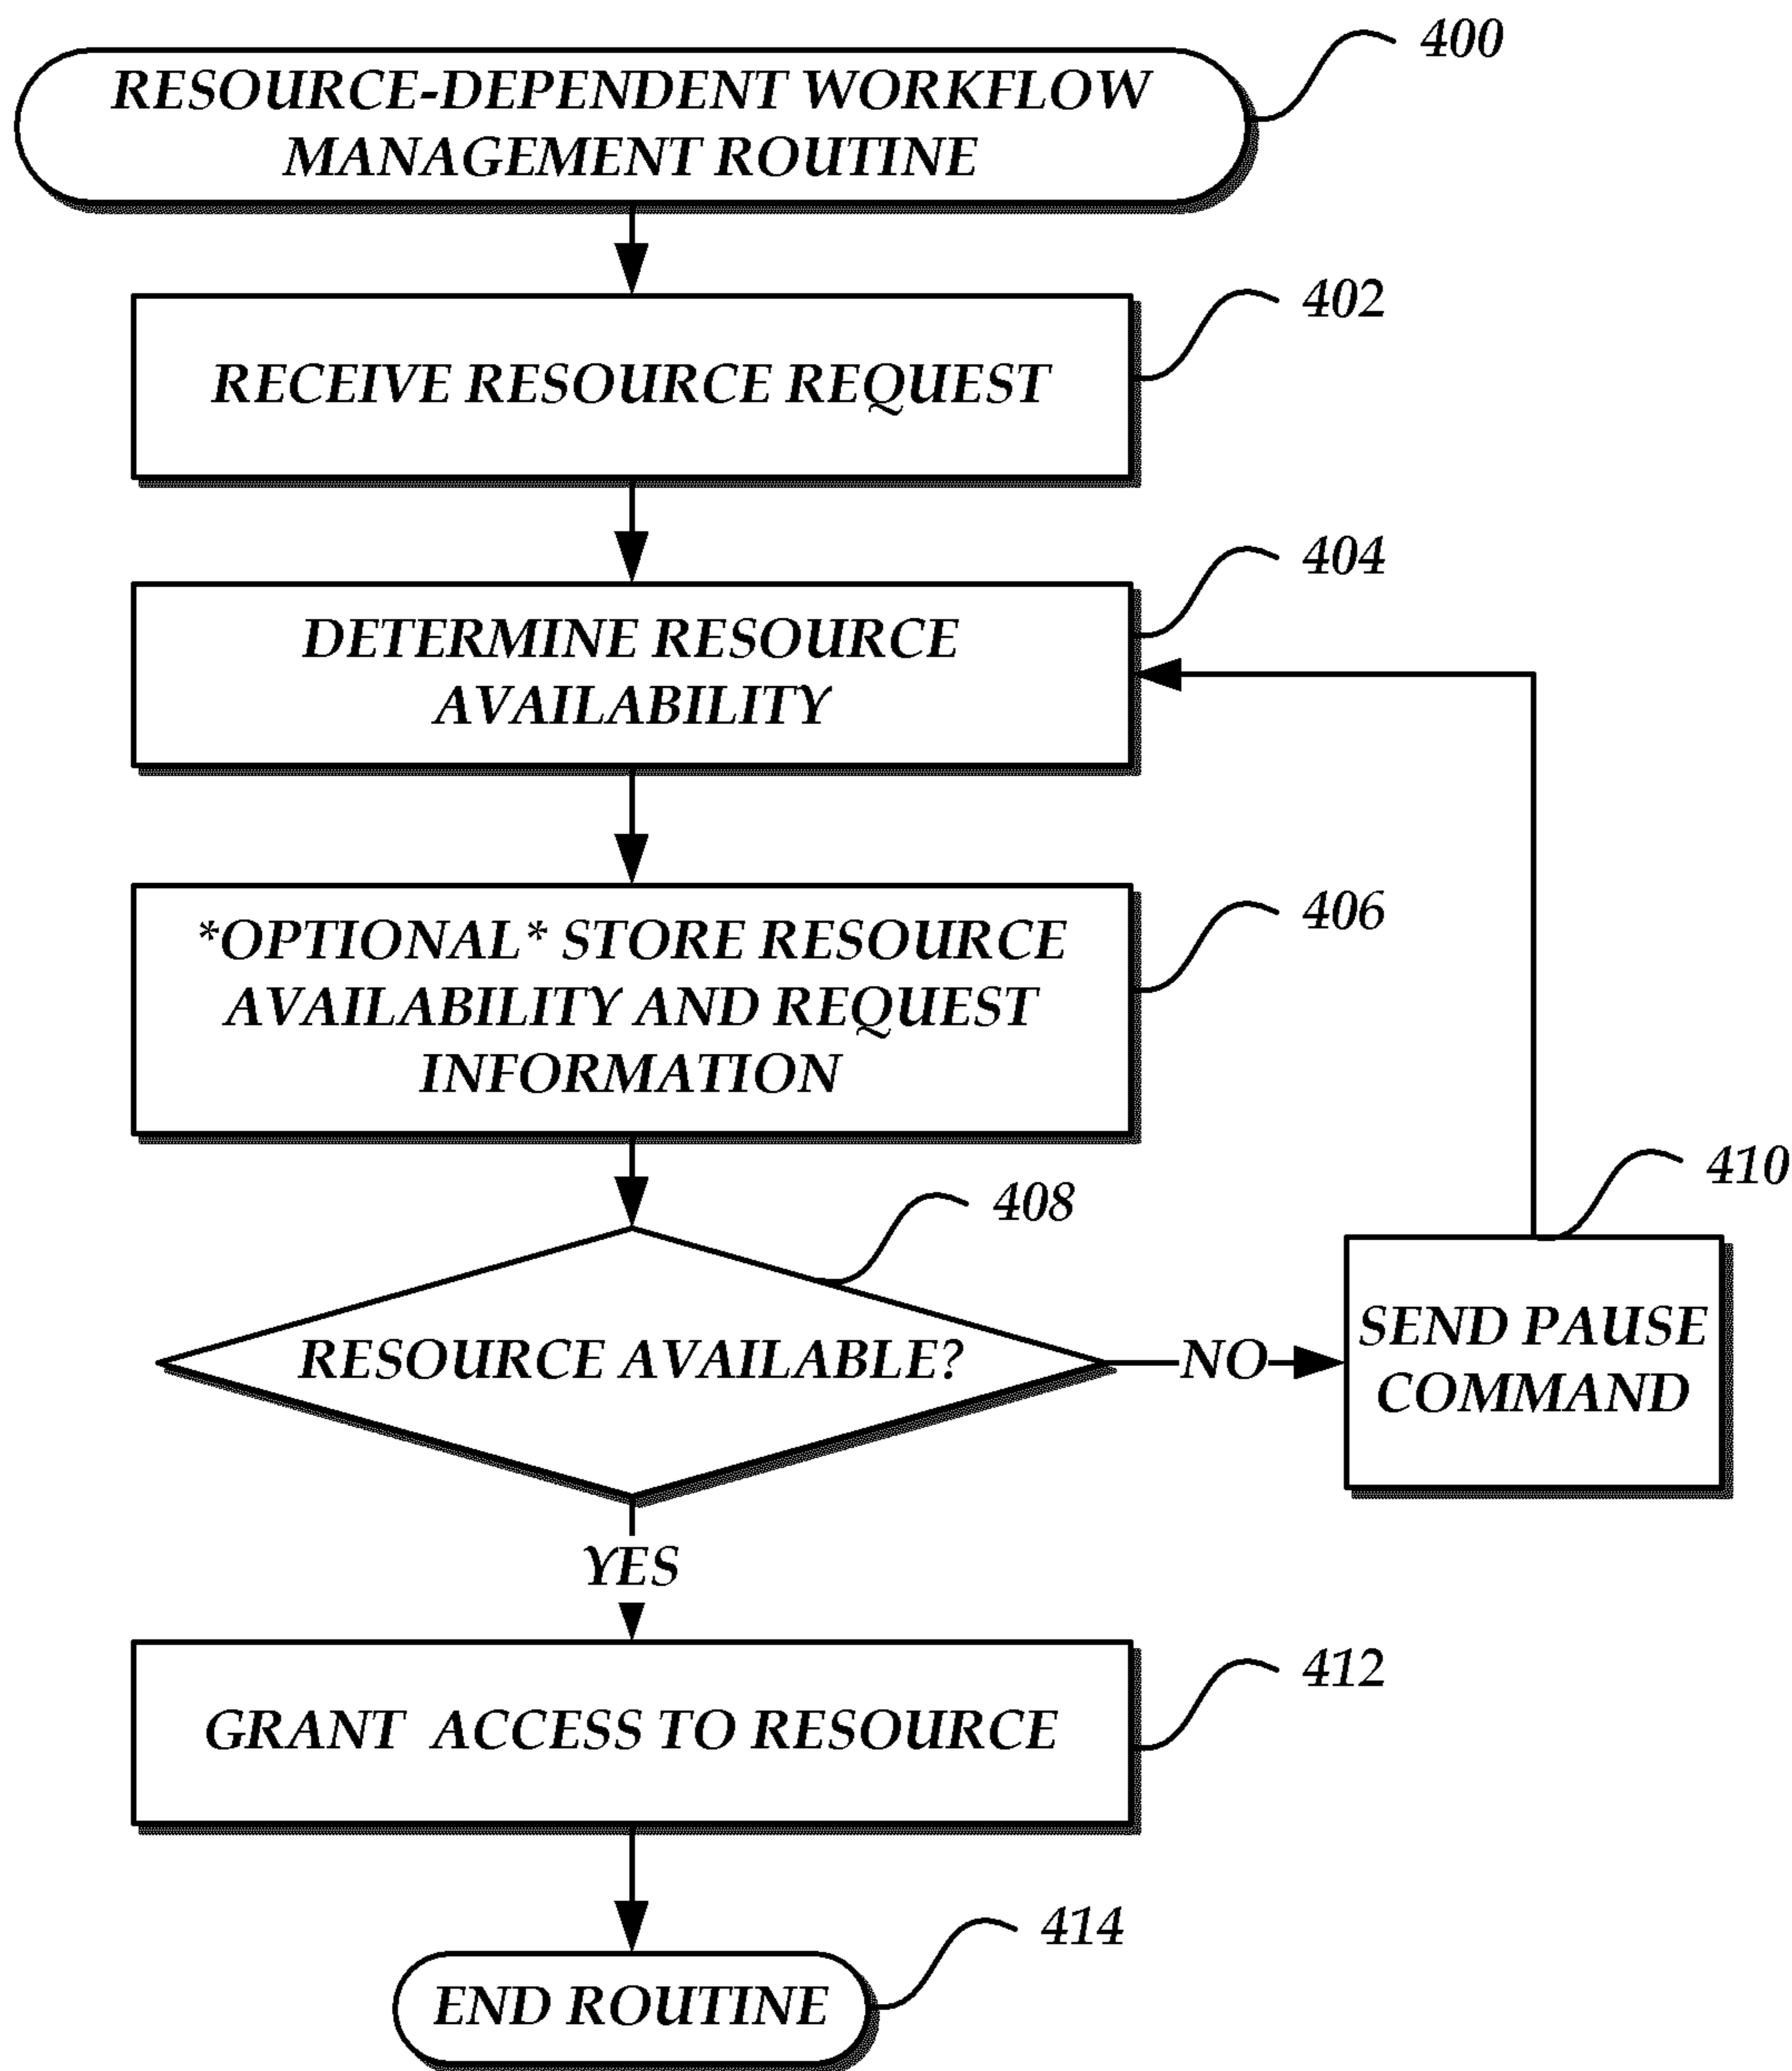 400
RESOURCE-DEPENDENT WORKFLOW
MANAGEMENT ROUTINE
402
RECEIVE RESOURCE REQUEST
404
DETERMINE RESOURCE
AVAILABILITY
406
*OPTIONAL* STORE RESOURCE
AVAILABILITY AND REQUEST
INFORMATION
408
RESOURCE AVAILABLE?
NO
410
SEND PAUSE
COMMAND
YES
412
GRANT ACCESS TO RESOURCE
414
END ROUTINE